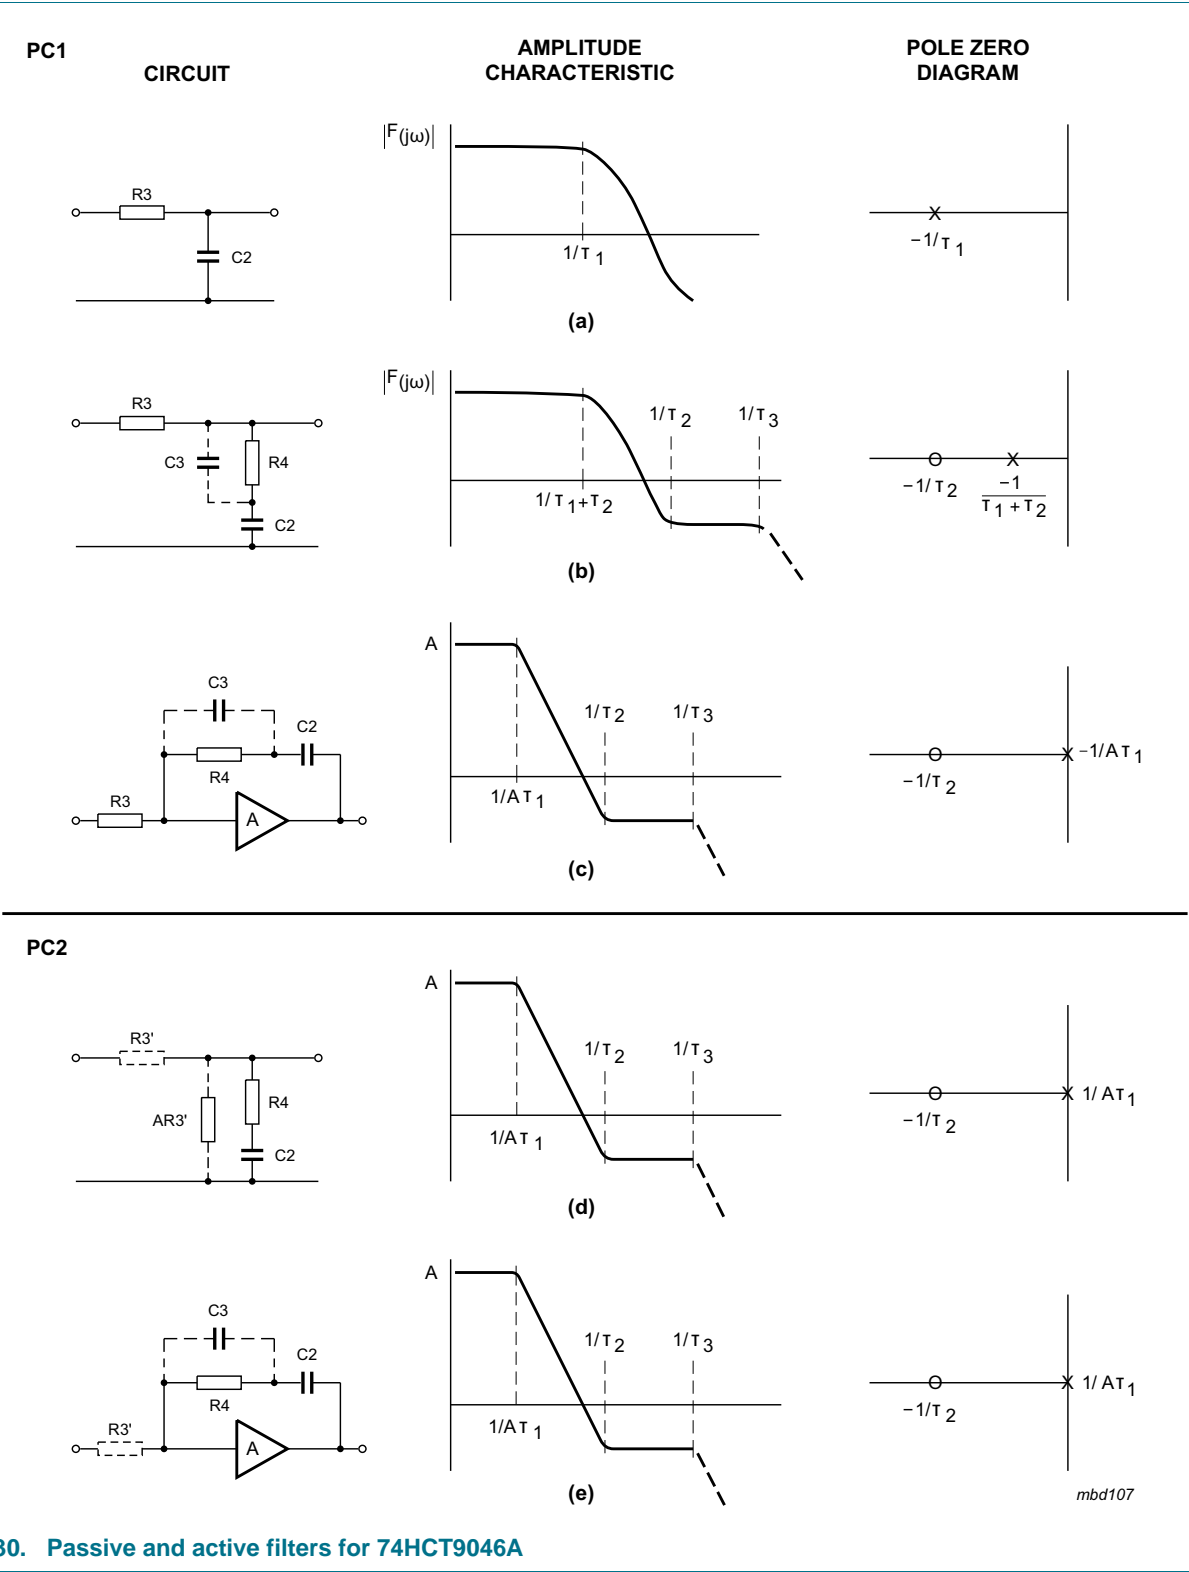 PC1
CIRCUIT
AMPLITUDE
CHARACTERISTIC
POLE ZERO
DIAGRAM
|F(jω)|
R3
C2
1/τ 1
−1/τ 1
(a)
|F(jω)|
R3
C3
R4
C2
1/τ 2
1/τ 3
1/τ 1+τ 2
−1/τ 2
−1
τ 1 + τ 2
(b)
A
C3
C2
R4
R3
A
1/τ 2
1/τ 3
1/A τ 1
−1/A τ 1
−1/τ 2
(c)
PC2
A
R3'
AR3'
R4
C2
1/τ 2
1/τ 3
1/A τ 1
1/ Aτ 1
−1/τ 2
(d)
A
C3
C2
R4
R3'
A
1/τ 2
1/τ 3
1/A τ 1
1/ Aτ 1
−1/τ 2
(e)
mbd107
30. Passive and active filters for 74HCT9046A